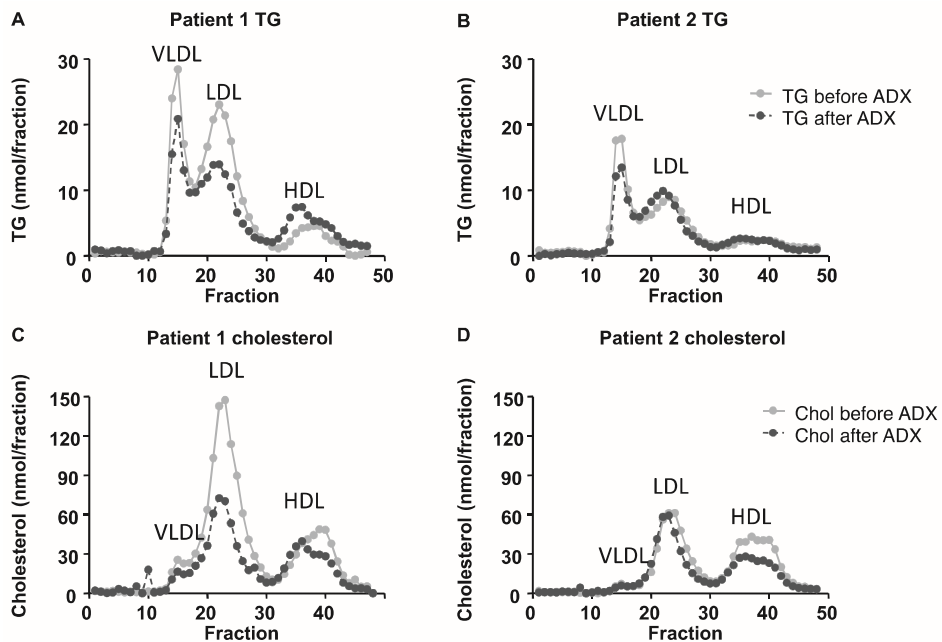 A
Patient 1 TG
VLDL
LDL
HDL
TG (nmol/fraction)
30
20
10
0
0 10 20 30 40 50
Fraction
B
Patient 2 TG
VLDL
LDL
HDL
TG before ADX
TG after ADX
TG (nmol/fraction)
30
20
10
0
0 10 20 30 40 50
Fraction
C
Patient 1 cholesterol
LDL
VLDL
HDL
Cholesterol (nmol/fraction)
150
120
90
60
30
0
0 10 20 30 40
Fraction
D
Patient 2 cholesterol
LDL
VLDL
HDL
Chol before ADX
Chol after ADX
Cholesterol (nmol/fraction)
150
120
90
60
30
0
0 10 20 30 40 50
Fraction